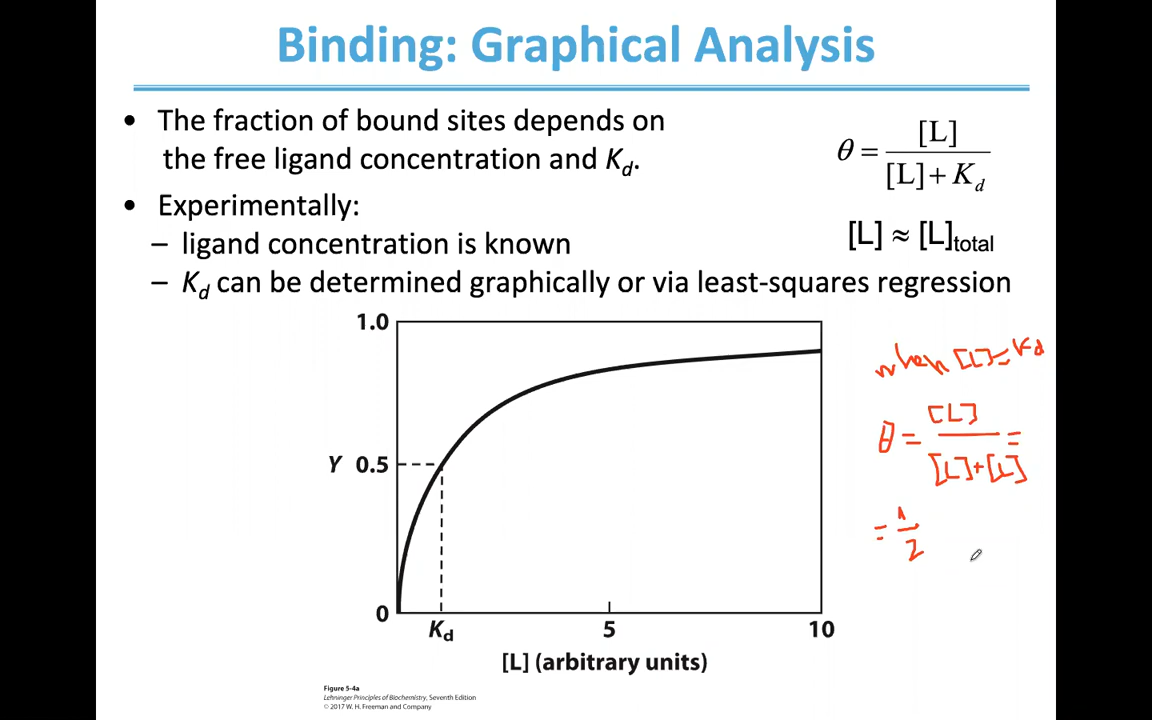 Binding: Graphical Analysis
• The fraction of bound sites depends on
the free ligand concentration and Kd.
θ = [L] / [L] + Kd
• Experimentally:
– ligand concentration is known
[L] ≈ [L]total
– Kd can be determined graphically or via least-squares regression
1.0
Y 0.5
0
Kd 5 10
[L] (arbitrary units)
when [L] = Kd
θ = [L] / [L]+[L] =
= 1/2
Figure 5-4a
Lehninger Principles of Biochemistry, Seventh Edition
© 2017 W. H. Freeman and Company